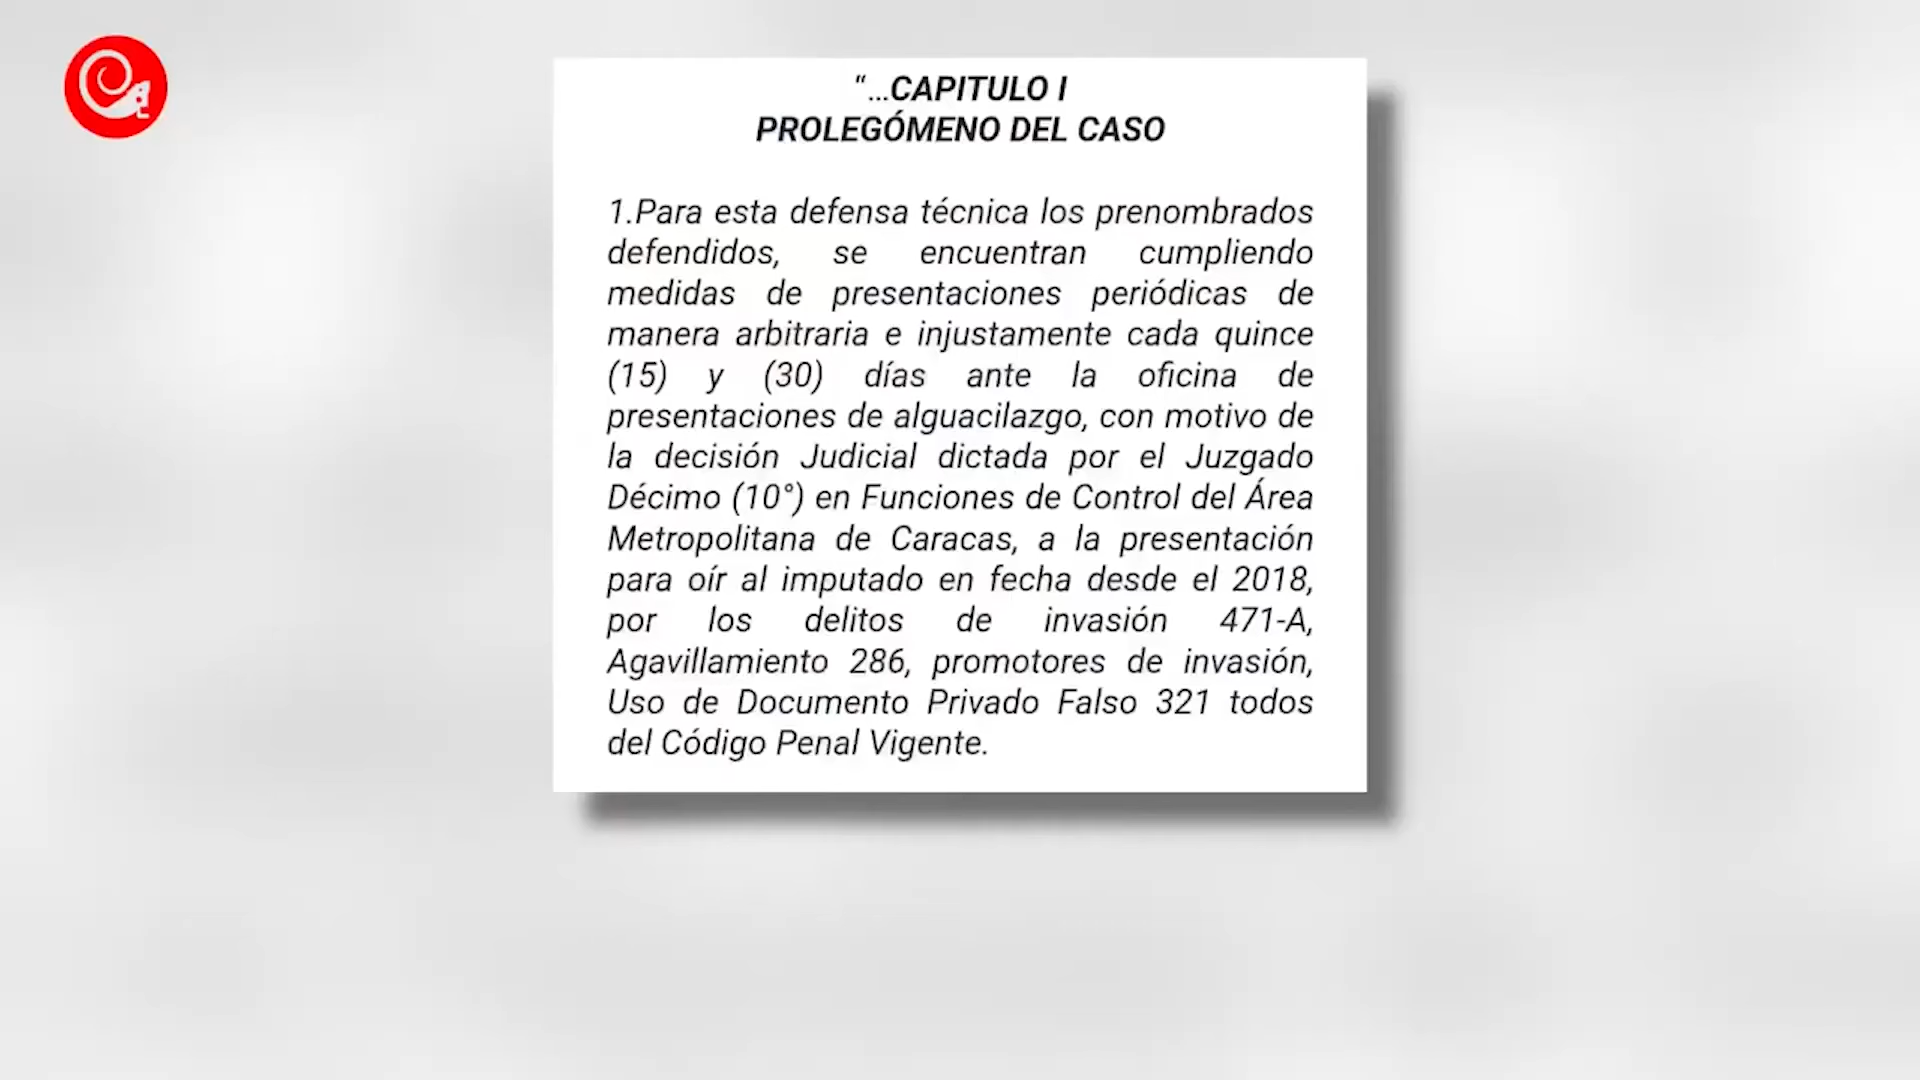 “...CAPITULO I
PROLEGÓMENO DEL CASO
1.Para esta defensa técnica los prenombrados
defendidos, se encuentran cumpliendo
medidas de presentaciones periódicas de
manera arbitraria e injustamente cada quince
(15) y (30) días ante la oficina de
presentaciones de alguacilazgo, con motivo de
la decisión Judicial dictada por el Juzgado
Décimo (10°) en Funciones de Control del Área
Metropolitana de Caracas, a la presentación
para oír al imputado en fecha desde el 2018,
por los delitos de invasión 471-A,
Agavillamiento 286, promotores de invasión,
Uso de Documento Privado Falso 321 todos
del Código Penal Vigente.